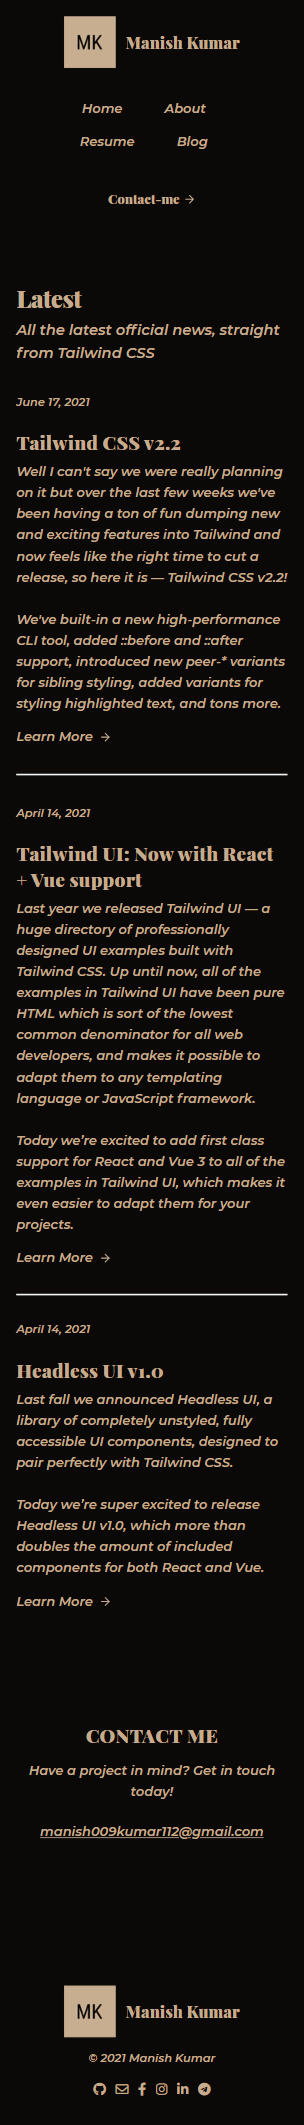 MK Manish Kumar
Home About
Resume Blog
Contact-me →
Latest
All the latest official news, straight
from Tailwind CSS
June 17, 2021
Tailwind CSS v2.2
Well I can't say we were really planning
on it but over the last few weeks we've
been having a ton of fun dumping new
and exciting features into Tailwind and
now feels like the right time to cut a
release, so here it is — Tailwind CSS v2.2!
We've built-in a new high-performance
CLI tool, added ::before and ::after
support, introduced new peer-* variants
for sibling styling, added variants for
styling highlighted text, and tons more.
Learn More →
April 14, 2021
Tailwind UI: Now with React
+ Vue support
Last year we released Tailwind UI — a
huge directory of professionally
designed UI examples built with
Tailwind CSS. Up until now, all of the
examples in Tailwind UI have been pure
HTML which is sort of the lowest
common denominator for all web
developers, and makes it possible to
adapt them to any templating
language or JavaScript framework.
Today we're excited to add first class
support for React and Vue 3 to all of the
examples in Tailwind UI, which makes it
even easier to adapt them for your
projects.
Learn More →
April 14, 2021
Headless UI v1.0
Last fall we announced Headless UI, a
library of completely unstyled, fully
accessible UI components, designed to
pair perfectly with Tailwind CSS.
Today we're super excited to release
Headless UI v1.0, which more than
doubles the amount of included
components for both React and Vue.
Learn More →
CONTACT ME
Have a project in mind? Get in touch
today!
manish009kumar112@gmail.com
MK Manish Kumar
© 2021 Manish Kumar